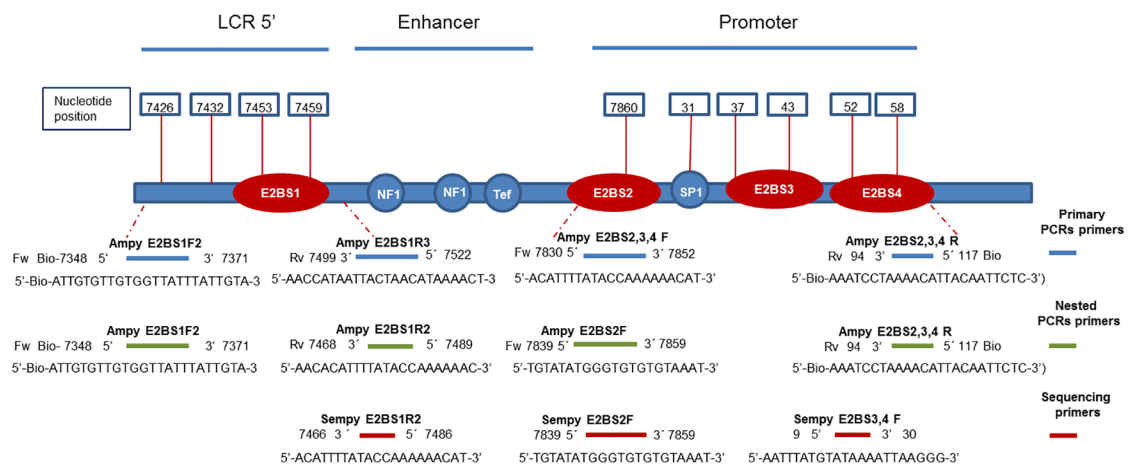 LCR 5' Enhancer Promoter
Nucleotide position
7426 7432 7453 7459 7860 31 37 43 52 58
E2BS1 NF1 NF1 Tef E2BS2 SP1 E2BS3 E2BS4
Primary PCRs primers
Ampy E2BS1F2 Ampy E2BS1R3 Ampy E2BS2,3,4 F Ampy E2BS2,3,4 R
Fw Bio-7348 5' 3' 7371 Rv 7499 3´ 5´ 7522 Fw 7830 5´ 3´ 7852 Rv 94 3' 5´ 117 Bio
5'-Bio-ATTGTGTTGTGGTTATTTATTGTA-3 5'-AACCATAATTACTAACATAAAACT-3 5'-ACATTTTATACCAAAAAACAT-3' 5'-Bio-AAATCCTAAAACATTACAATTCTC-3')
Nested PCRs primers
Ampy E2BS1F2 Ampy E2BS1R2 Ampy E2BS2F Ampy E2BS2,3,4 R
Fw Bio- 7348 5' 3' 7371 Rv 7468 3´ 5´ 7489 Fw 7839 5´ 3´ 7859 Rv 94 3' 5´ 117 Bio
5'-Bio-ATTGTGTTGTGGTTATTTATTGTA-3 5'-AACACATTTTATACCAAAAAAC-3' 5'-TGTATATGGGTGTGTGTAAAT-3' 5'-Bio-AAATCCTAAAACATTACAATTCTC-3')
Sequencing primers
Sempy E2BS1R2 Sempy E2BS2F Sempy E2BS3,4 F
7466 3´ 5´ 7486 7839 5´ 3´ 7859 9 5' 3´ 30
5'-ACATTTTATACCAAAAAACAT-3' 5'-TGTATATGGGTGTGTGTAAAT-3' 5'-AATTTATGTATAAAATTAAGGG-3'